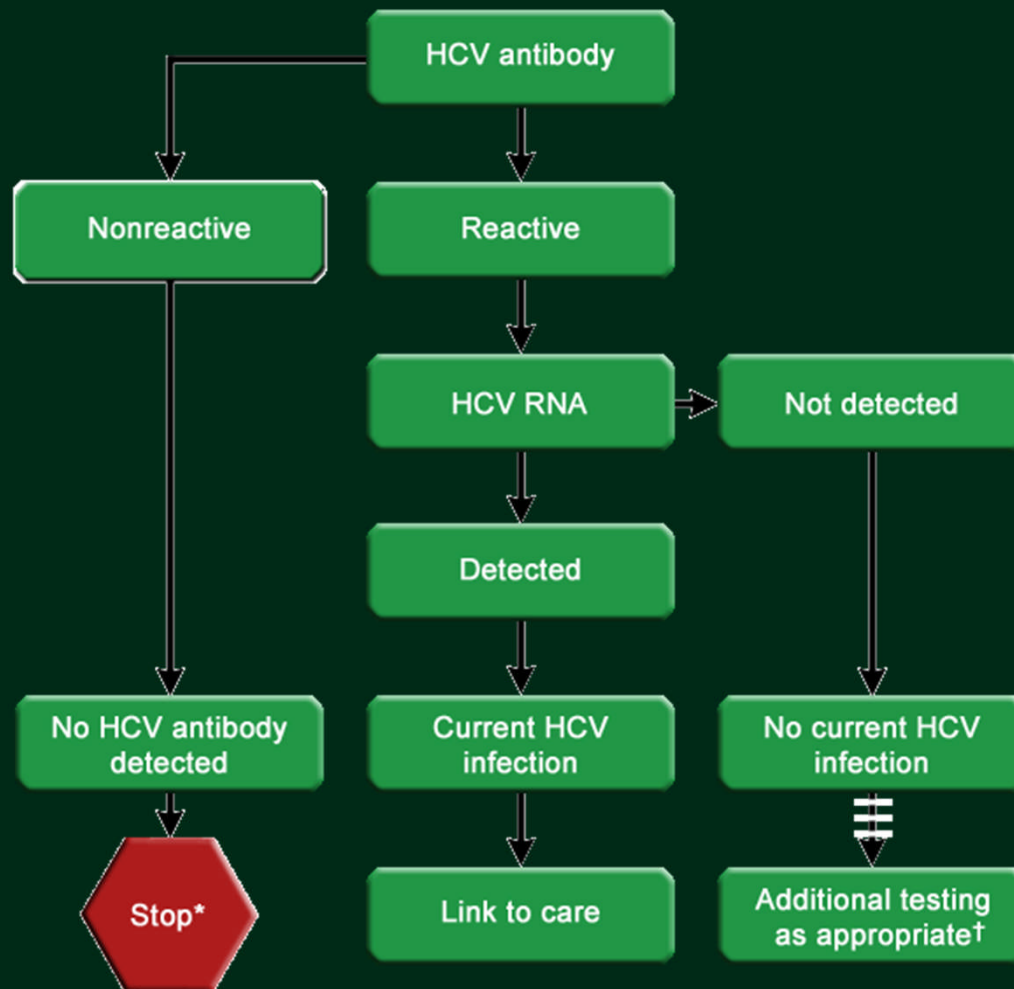 HCV antibody
Nonreactive
Reactive
HCV RNA
Not detected
Detected
No HCV antibody
detected
Current HCV
infection
No current HCV
infection
Stop*
Link to care
Additional testing
as appropriate†